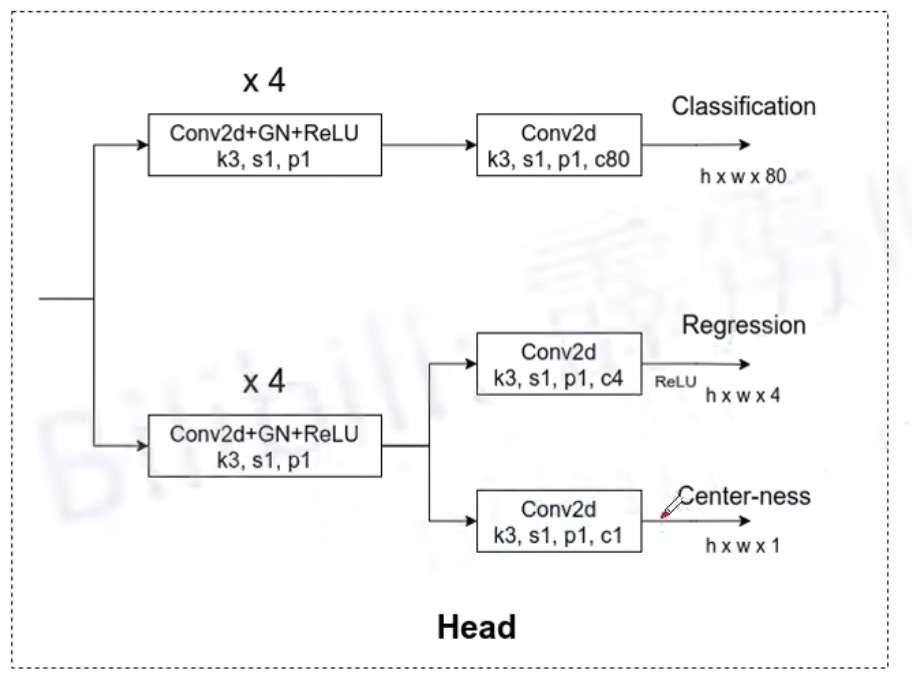 x 4
Conv2d+GN+ReLU
k3, s1, p1
Conv2d
k3, s1, p1, c80
Classification
h x w x 80
x 4
Conv2d+GN+ReLU
k3, s1, p1
Conv2d
k3, s1, p1, c4
Regression
ReLU
h x w x 4
Conv2d
k3, s1, p1, c1
Center-ness
h x w x 1
Head